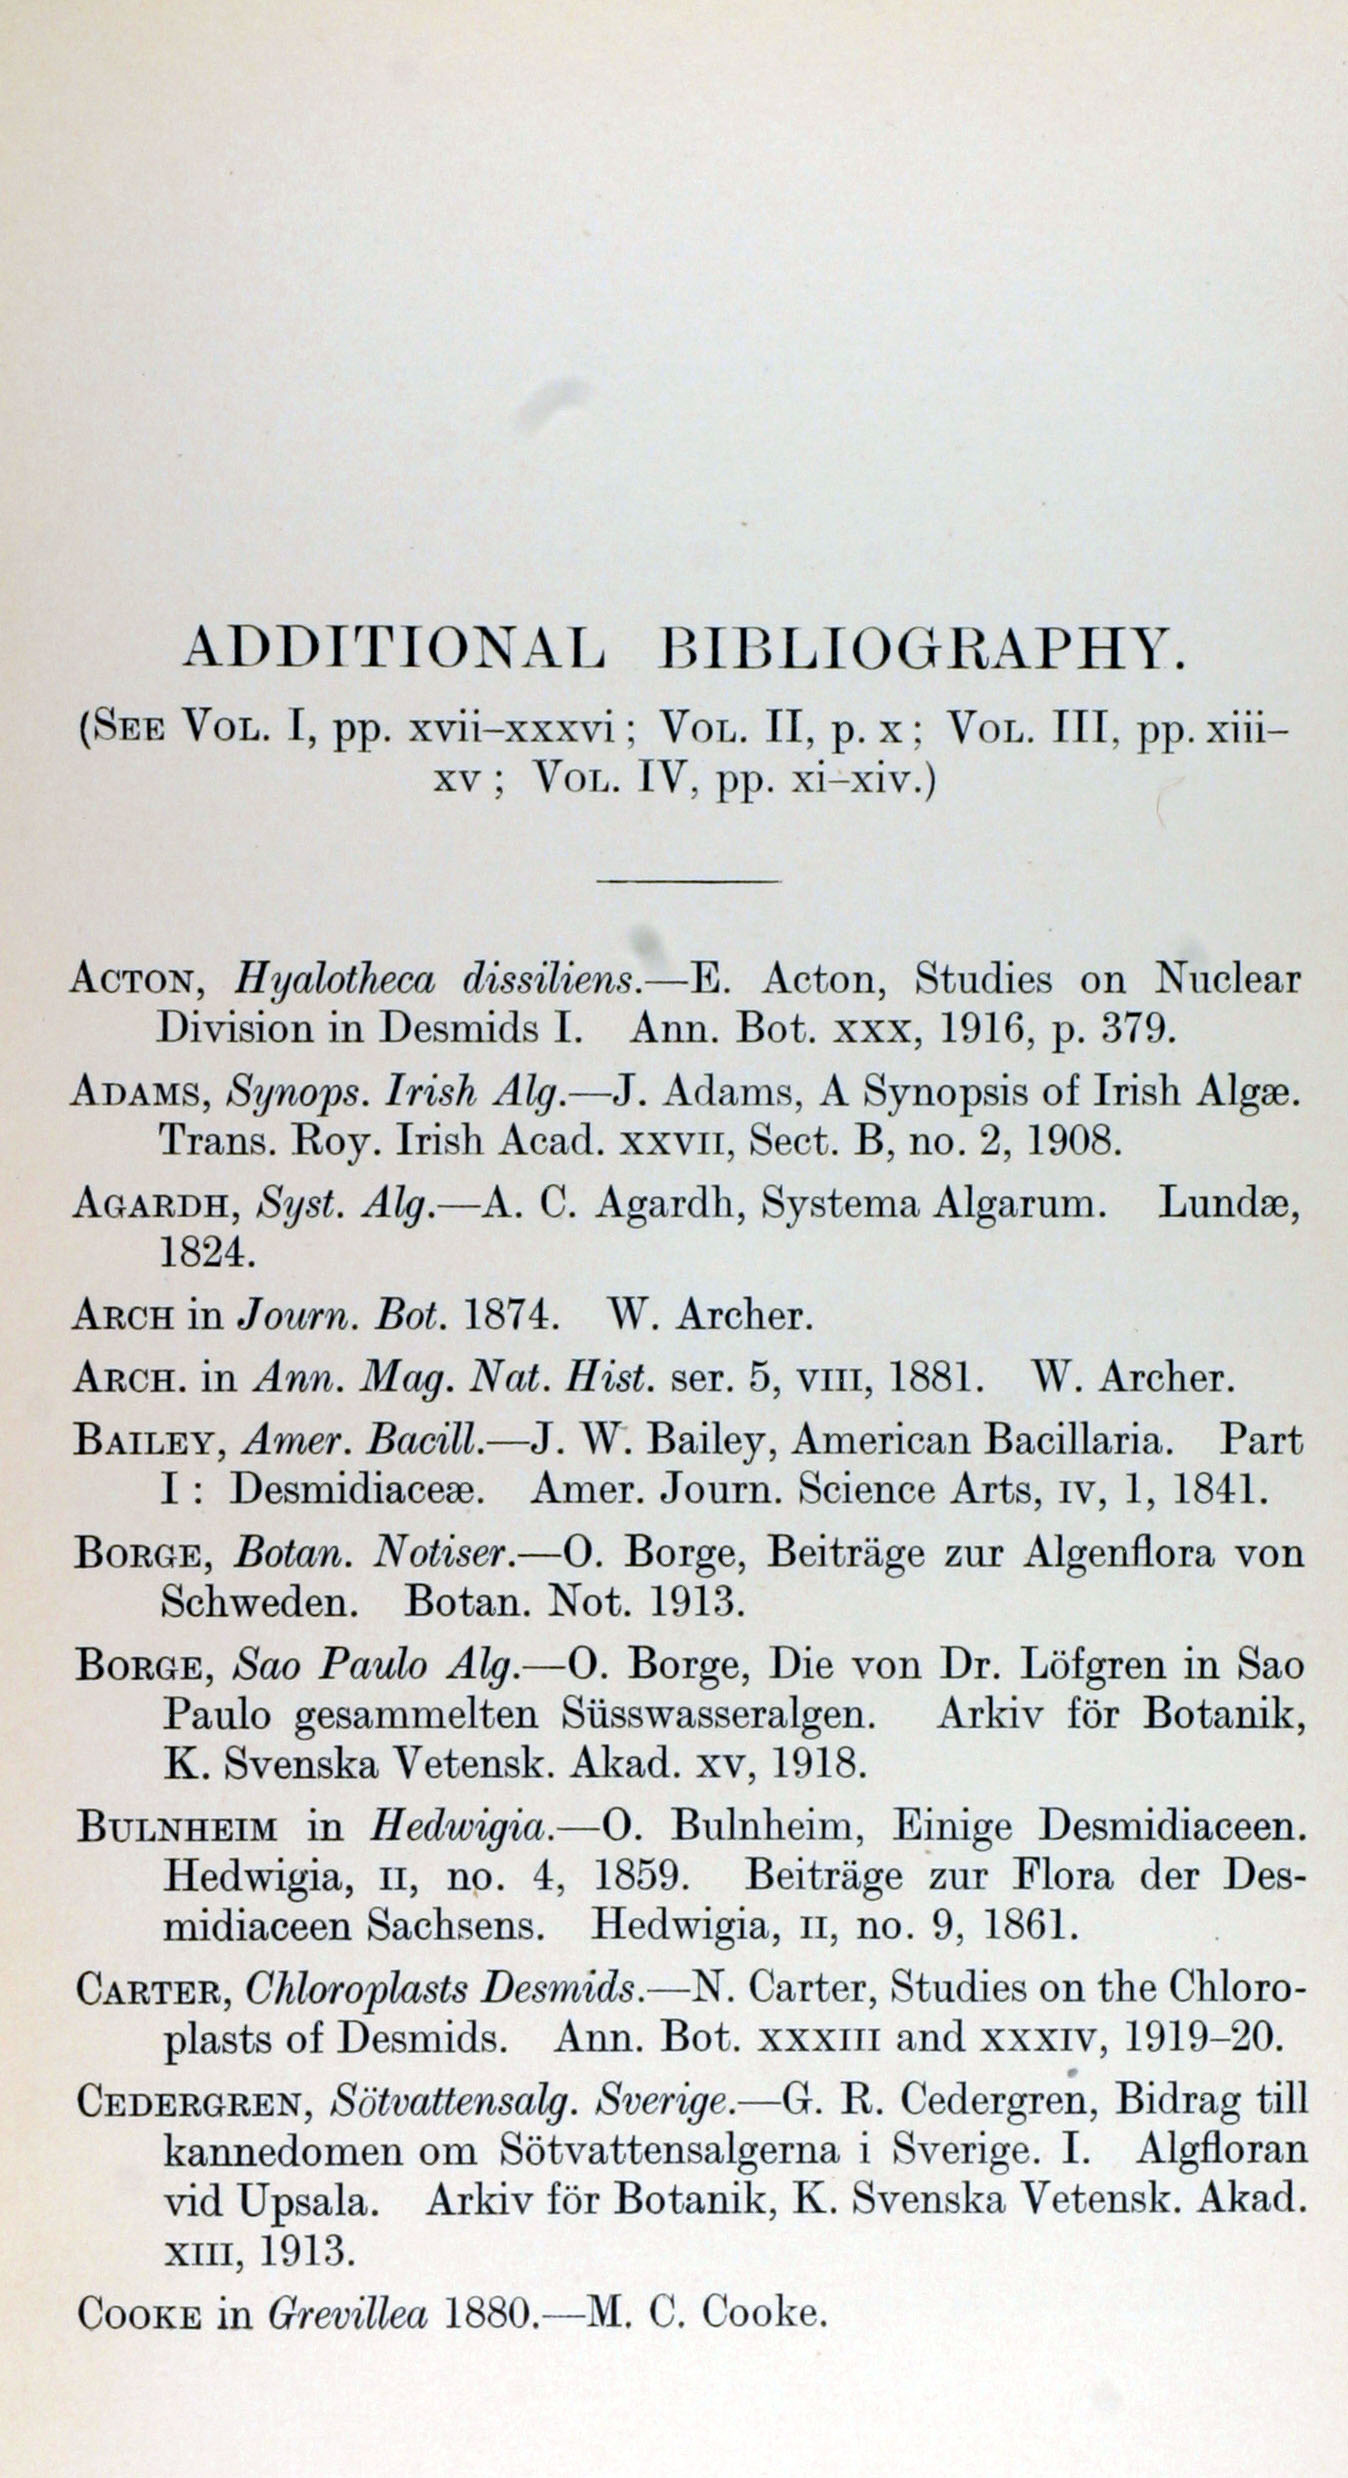 ADDITIONAL BIBLIOGRAPHY.
(SEE VOL. I, pp. xvii–xxxvi; VOL. II, p. x; VOL. III, pp. xiii–
xv; VOL. IV, pp. xi–xiv.)
ACTON, Hyalotheca dissiliens.—E. Acton, Studies on Nuclear
Division in Desmids I. Ann. Bot. XXX, 1916, p. 379.
ADAMS, Synops. Irish Alg.—J. Adams, A Synopsis of Irish Algæ.
Trans. Roy. Irish Acad. XXVII, Sect. B, no. 2, 1908.
AGARDH, Syst. Alg.—A. C. Agardh, Systema Algarum. Lundæ,
1824.
ARCH in Journ. Bot. 1874. W. Archer.
ARCH. in Ann. Mag. Nat. Hist. ser. 5, VIII, 1881. W. Archer.
BAILEY, Amer. Bacill.—J. W. Bailey, American Bacillaria. Part
I: Desmidiaceæ. Amer. Journ. Science Arts, IV, 1, 1841.
BORGE, Botan. Notiser.—O. Borge, Beiträge zur Algenflora von
Schweden. Botan. Not. 1913.
BORGE, Sao Paulo Alg.—O. Borge, Die von Dr. Löfgren in Sao
Paulo gesammelten Süsswasseralgen. Arkiv för Botanik,
K. Svenska Vetensk. Akad. XV, 1918.
BULNHEIM in Hedwigia.—O. Bulnheim, Einige Desmidiaceen.
Hedwigia, II, no. 4, 1859. Beiträge zur Flora der Des-
midiaceen Sachsens. Hedwigia, II, no. 9, 1861.
CARTER, Chloroplasts Desmids.—N. Carter, Studies on the Chloro-
plasts of Desmids. Ann. Bot. XXXIII and XXXIV, 1919–20.
CEDERGREN, Sötvattensalg. Sverige.—G. R. Cedergren, Bidrag till
kannedomen om Sötvattensalgerna i Sverige. I. Algfloran
vid Upsala. Arkiv för Botanik, K. Svenska Vetensk. Akad.
XIII, 1913.
COOKE in Grevillea 1880.—M. C. Cooke.